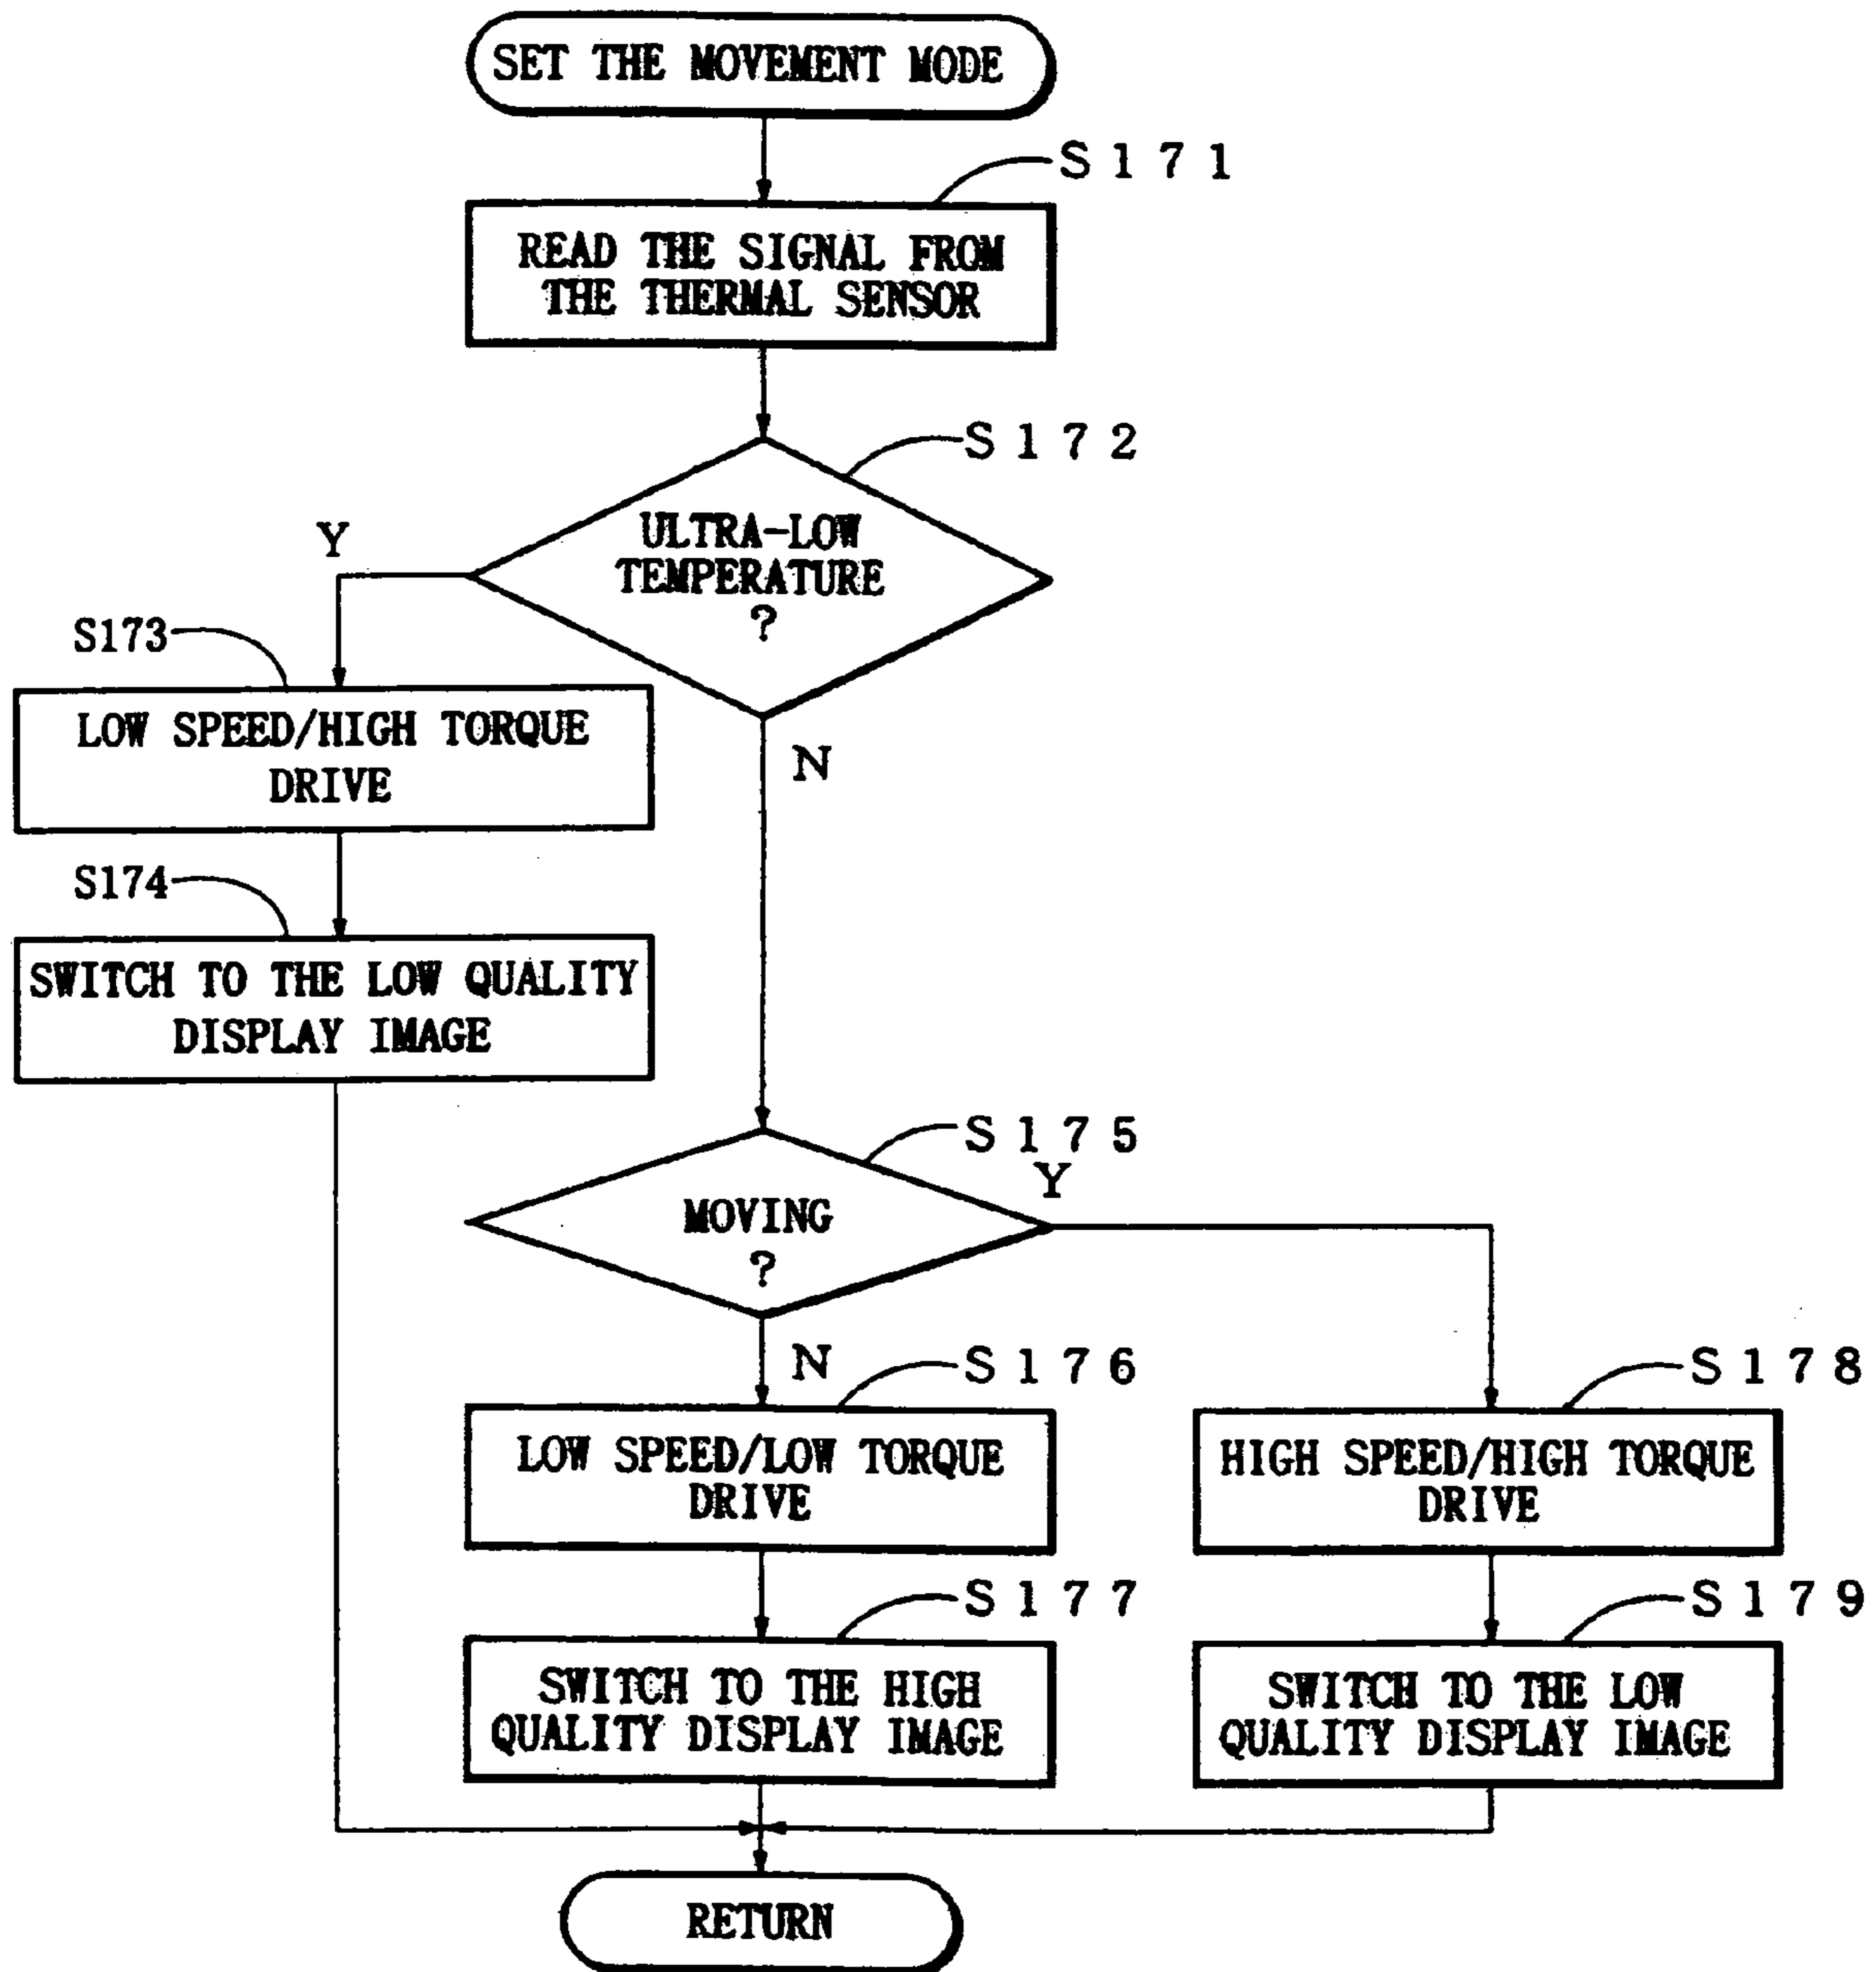 SET THE MOVEMENT MODE
S171
READ THE SIGNAL FROM
THE THERMAL SENSOR
S172
ULTRA-LOW
TEMPERATURE
?
Y
N
S173
LOW SPEED/HIGH TORQUE
DRIVE
S174
SWITCH TO THE LOW QUALITY
DISPLAY IMAGE
S175
MOVING
?
Y
N
S176
LOW SPEED/LOW TORQUE
DRIVE
S178
HIGH SPEED/HIGH TORQUE
DRIVE
S177
SWITCH TO THE HIGH
QUALITY DISPLAY IMAGE
S179
SWITCH TO THE LOW
QUALITY DISPLAY IMAGE
RETURN